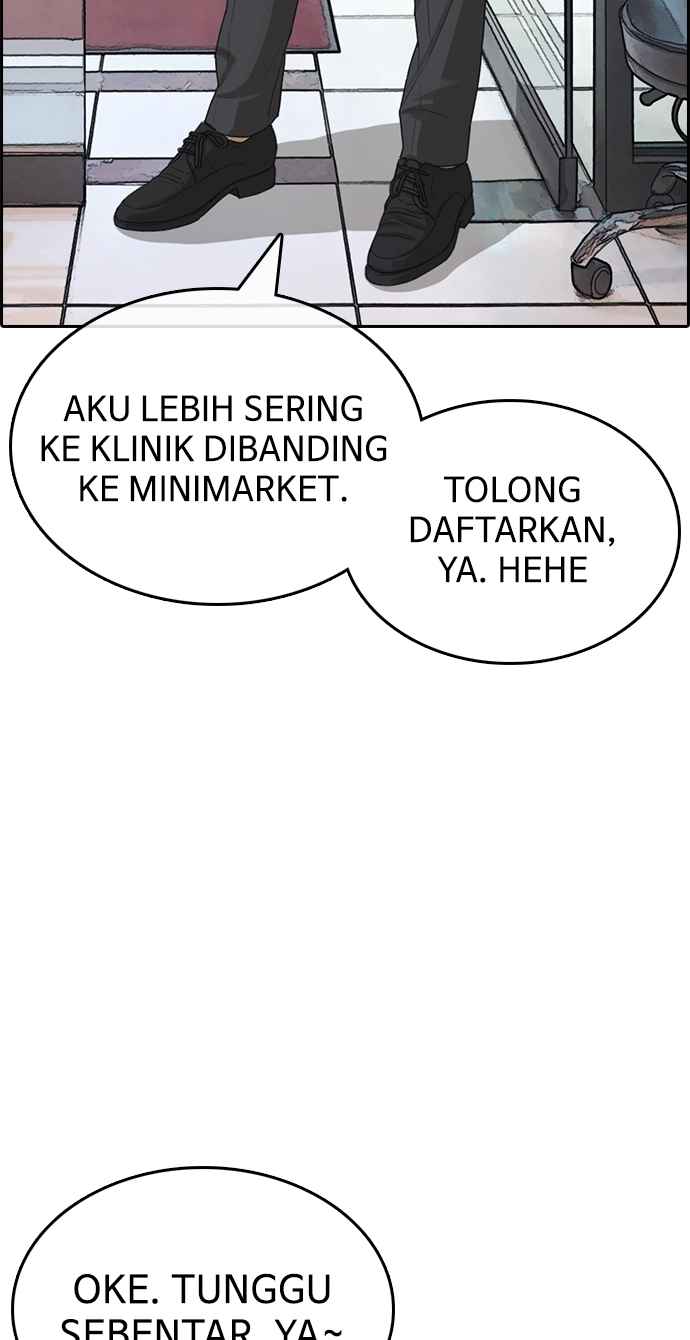 AKU LEBIH SERING
KE KLINIK DIBANDING
KE MINIMARKET.
TOLONG
DAFTARKAN,
YA. HEHE
OKE. TUNGGU
SEBENTAR, YA~